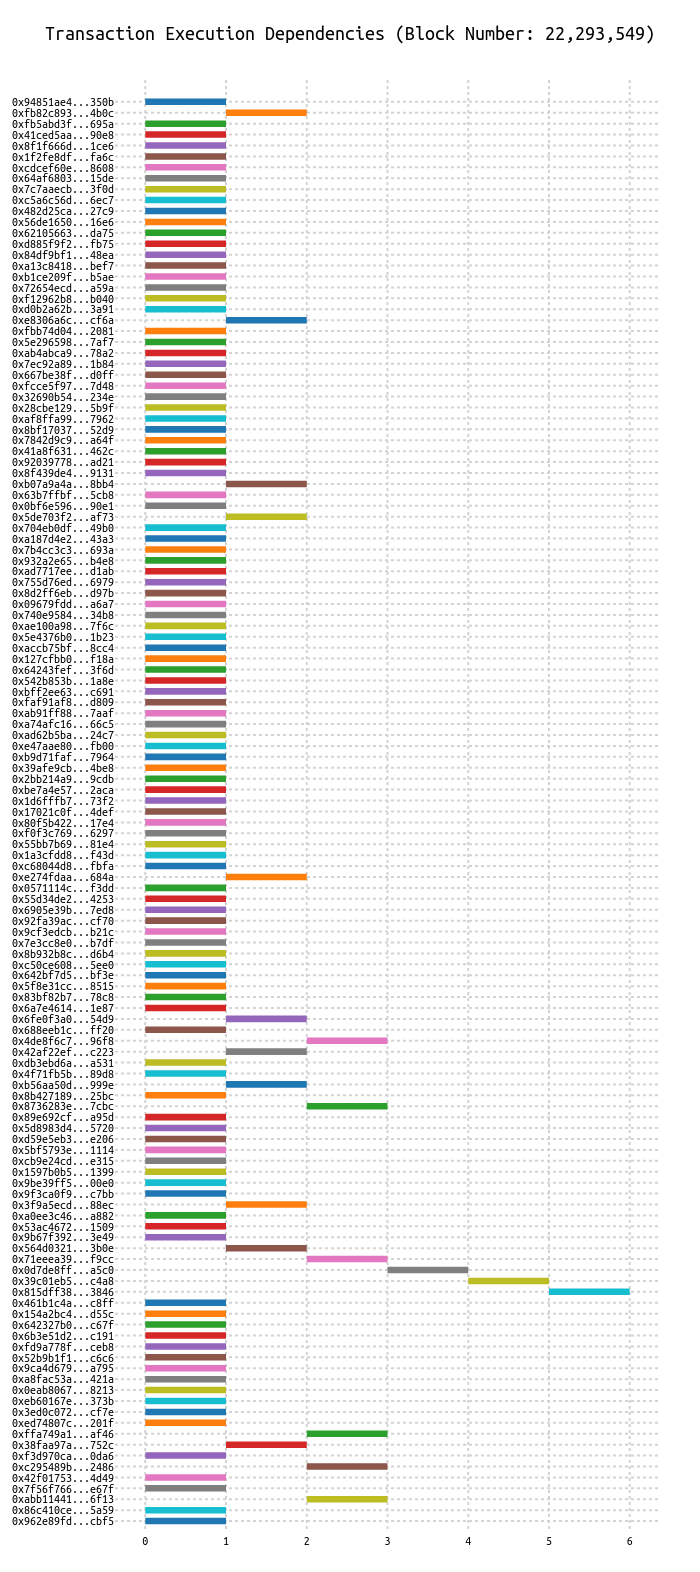 Transaction Execution Dependencies (Block Number: 22,293,549)
0x94851ae4...350b
0xfb82c893...4b0c
0xfb5abd3f...695a
0x41ced5aa...90e8
0x8f1f666d...1ce6
0x1f2fe8df...fa6c
0xcdcef60e...8608
0x64af6803...15de
0x7c7aaecb...3f0d
0xc5a6c56d...6ec7
0x482d25ca...27c9
0x56de1650...16e6
0x62105663...da75
0xd885f9f2...fb75
0x84df9bf1...48ea
0xa13c8418...bef7
0xb1ce209f...b5ae
0x72654ecd...a59a
0xf12962b8...b040
0xd0b2a62b...3a91
0xe8306a6c...cf6a
0xfbb74d04...2081
0x5e296598...7af7
0xab4abca9...78a2
0x7ec92a89...1b84
0x667be38f...d0ff
0xfcce5f97...7d48
0x32690b54...234e
0x28cbe129...5b9f
0xaf8ffa99...7962
0x8bf17037...52d9
0x7842d9c9...a64f
0x41a8f631...462c
0x92039778...ad21
0x8f439de4...9131
0xb07a9a4a...8bb4
0x63b7ffbf...5cb8
0x0bf6e596...90e1
0x5de703f2...af73
0x704eb0df...49b0
0xa187d4e2...43a3
0x7b4cc3c3...693a
0x932a2e65...b4e8
0xad7717ee...d1ab
0x755d76ed...6979
0x8d2ff6eb...d97b
0x09679fdd...a6a7
0x740e9584...34b8
0xae100a98...7f6c
0x5e4376b0...1b23
0xaccb75bf...8cc4
0x127cfbb0...f18a
0x64243fef...3f6d
0x542b853b...1a8e
0xbff2ee63...c691
0xfaf91af8...d809
0xab91ff88...7aaf
0xa74afc16...66c5
0xad62b5ba...24c7
0xe47aae80...fb00
0xb9d71faf...7964
0x39afe9cb...4be8
0x2bb214a9...9cdb
0xbe7a4e57...2aca
0x1d6fffb7...73f2
0x17021c0f...4def
0x80f5b422...17e4
0xf0f3c769...6297
0x55bb7b69...81e4
0x1a3cfdd8...f43d
0xc68044d8...fbfa
0xc274fdaa...684a
0x0571114c...f3dd
0x55d34de2...4253
0x6905e39b...7ed8
0x92fa39ac...cf70
0x9cf3edcb...b21c
0x7e3cc8e0...b7df
0x8b932b8c...d6b4
0xc50ce608...5ee0
0x642bf7d5...bf3e
0x5f8e31cc...8515
0x83bf82b7...78c8
0x6a7e4614...1e87
0x6fe0f3a0...54d9
0x688eeb1c...ff20
0x4de8f6c7...96f8
0x42af22ef...c223
0xdb3ebd6a...a531
0x4f71fb5b...89d8
0xb56aa50d...999e
0x8b427189...25bc
0x8736283e...7cbc
0x89e692cf...a95d
0x5d8983d4...5720
0xd59e5eb3...e206
0x5bf5793e...1114
0xcb9e24cd...e315
0x1597b0b5...1399
0x9be39ff5...00e0
0x9f3ca0f9...c7bb
0x3f9a5ecd...88ec
0xa0ee3c46...a882
0x53ac4672...1509
0x9b67f392...3e49
0x564d0321...3b0e
0x71eeea39...f9cc
0x0d7de8ff...a5c0
0x39c01eb5...c4a8
0x815dff38...3846
0x461b1c4a...c8ff
0x154a2bc4...d55c
0x642327b0...c67f
0x6b3e51d2...c191
0xfd9a778f...ceb8
0x52b9b1f1...c6c6
0x9ca4d679...a795
0xa8fac53a...421a
0x0eab8067...8213
0xeb60167e...373b
0x3ed0c072...cf7e
0xed74807c...201f
0xffa749a1...af46
0x38faa97a...752c
0xf3d970ca...0da6
0xc295489b...2486
0x42f01753...4d49
0x7f56f766...e67f
0xabb11441...6f13
0x86c410ce...5a59
0x962e89fd...cbf5
0 1 2 3 4 5 6